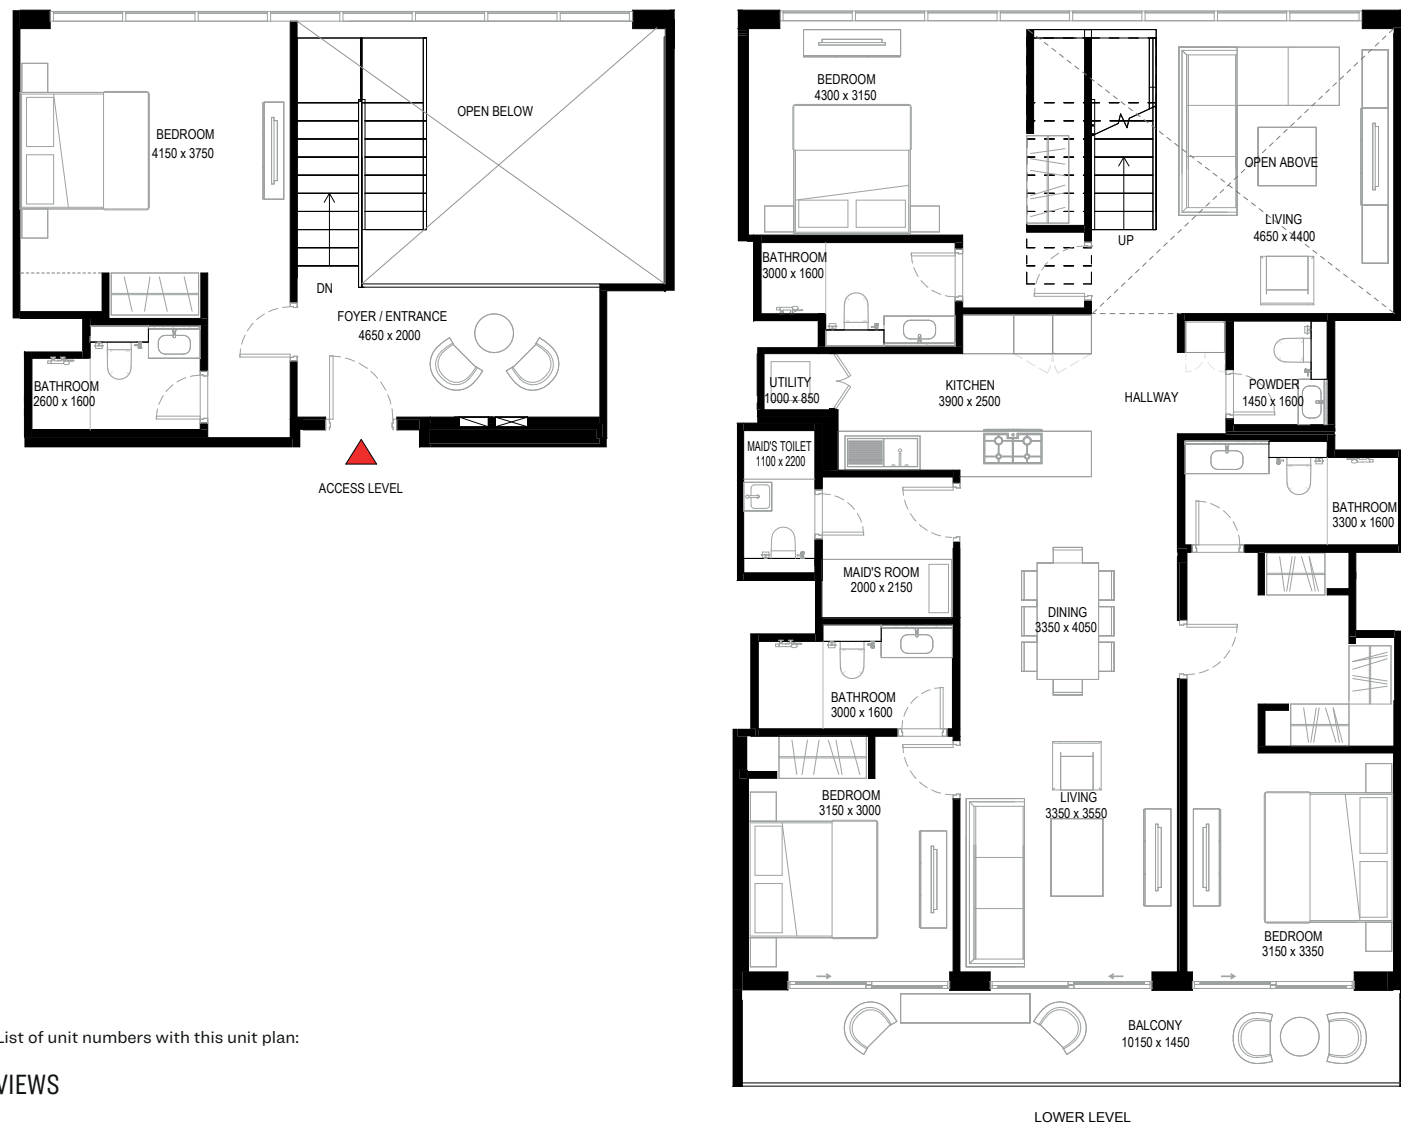 BEDROOM
4150 x 3750
OPEN BELOW
DN
FOYER / ENTRANCE
4650 x 2000
BATHROOM
2600 x 1600
ACCESS LEVEL
BEDROOM
4300 x 3150
OPEN ABOVE
LIVING
4650 x 4400
UP
BATHROOM
3000 x 1600
UTILITY
1000 x 850
KITCHEN
3900 x 2500
HALLWAY
POWDER
1450 x 1600
MAID'S TOILET
1100 x 2200
BATHROOM
3300 x 1600
MAID'S ROOM
2000 x 2150
DINING
3350 x 4050
BATHROOM
3000 x 1600
BEDROOM
3150 x 3000
LIVING
3350 x 3550
BEDROOM
3150 x 3350
BALCONY
10150 x 1450
LOWER LEVEL
List of unit numbers with this unit plan:
VIEWS